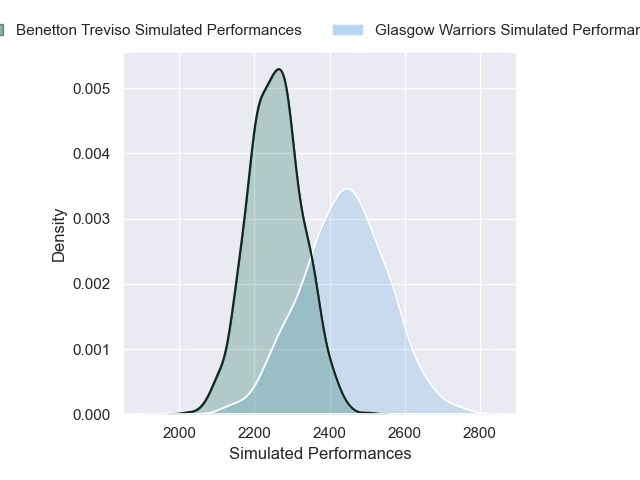 Benetton Treviso Simulated Performances
Glasgow Warriors Simulated
0.005
0.004
0.003
0.002
0.001
0.000
Density
2000 2200 2400 2600 2800
Simulated Performances